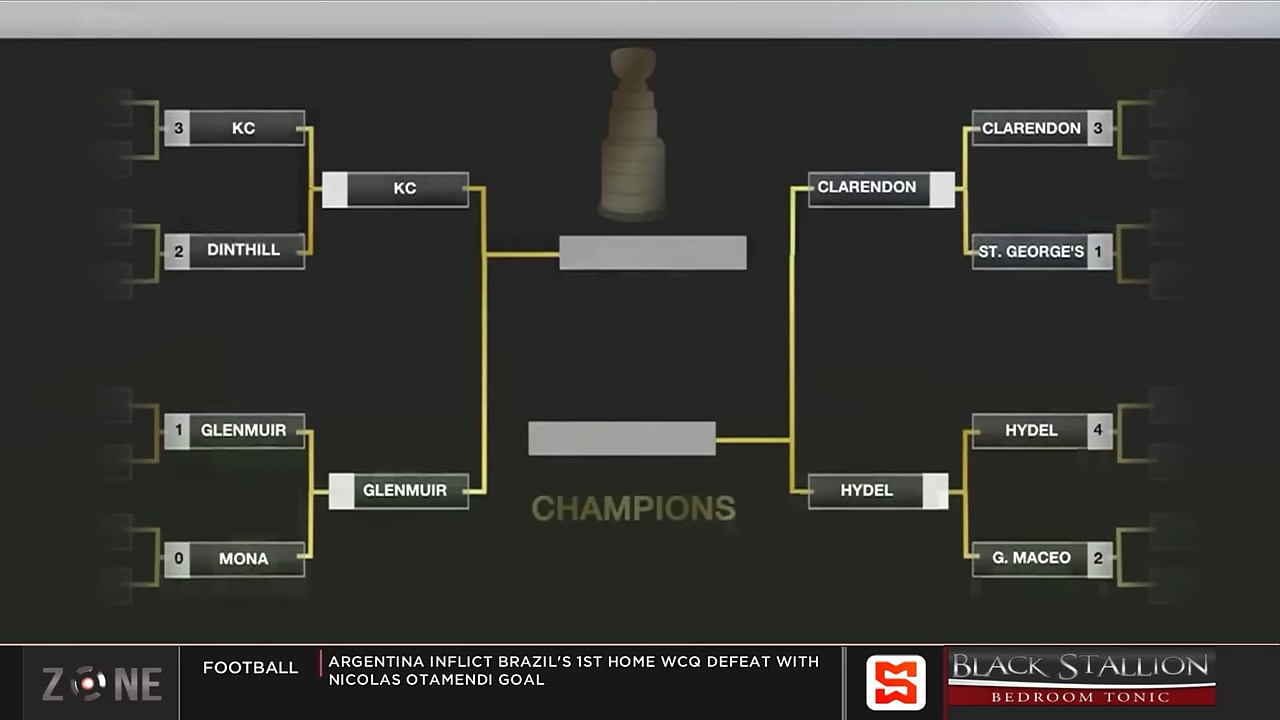 3 KC
CLARENDON 3
KC
CLARENDON
2 DINTHILL
ST. GEORGE'S 1
1 GLENMUIR
HYDEL 4
GLENMUIR
HYDEL
CHAMPIONS
0 MONA
G. MACEO 2
ZONE
FOOTBALL
ARGENTINA INFLICT BRAZIL'S 1ST HOME WCQ DEFEAT WITH
NICOLAS OTAMENDI GOAL
BLACK STALLION
BEDROOM TONIC